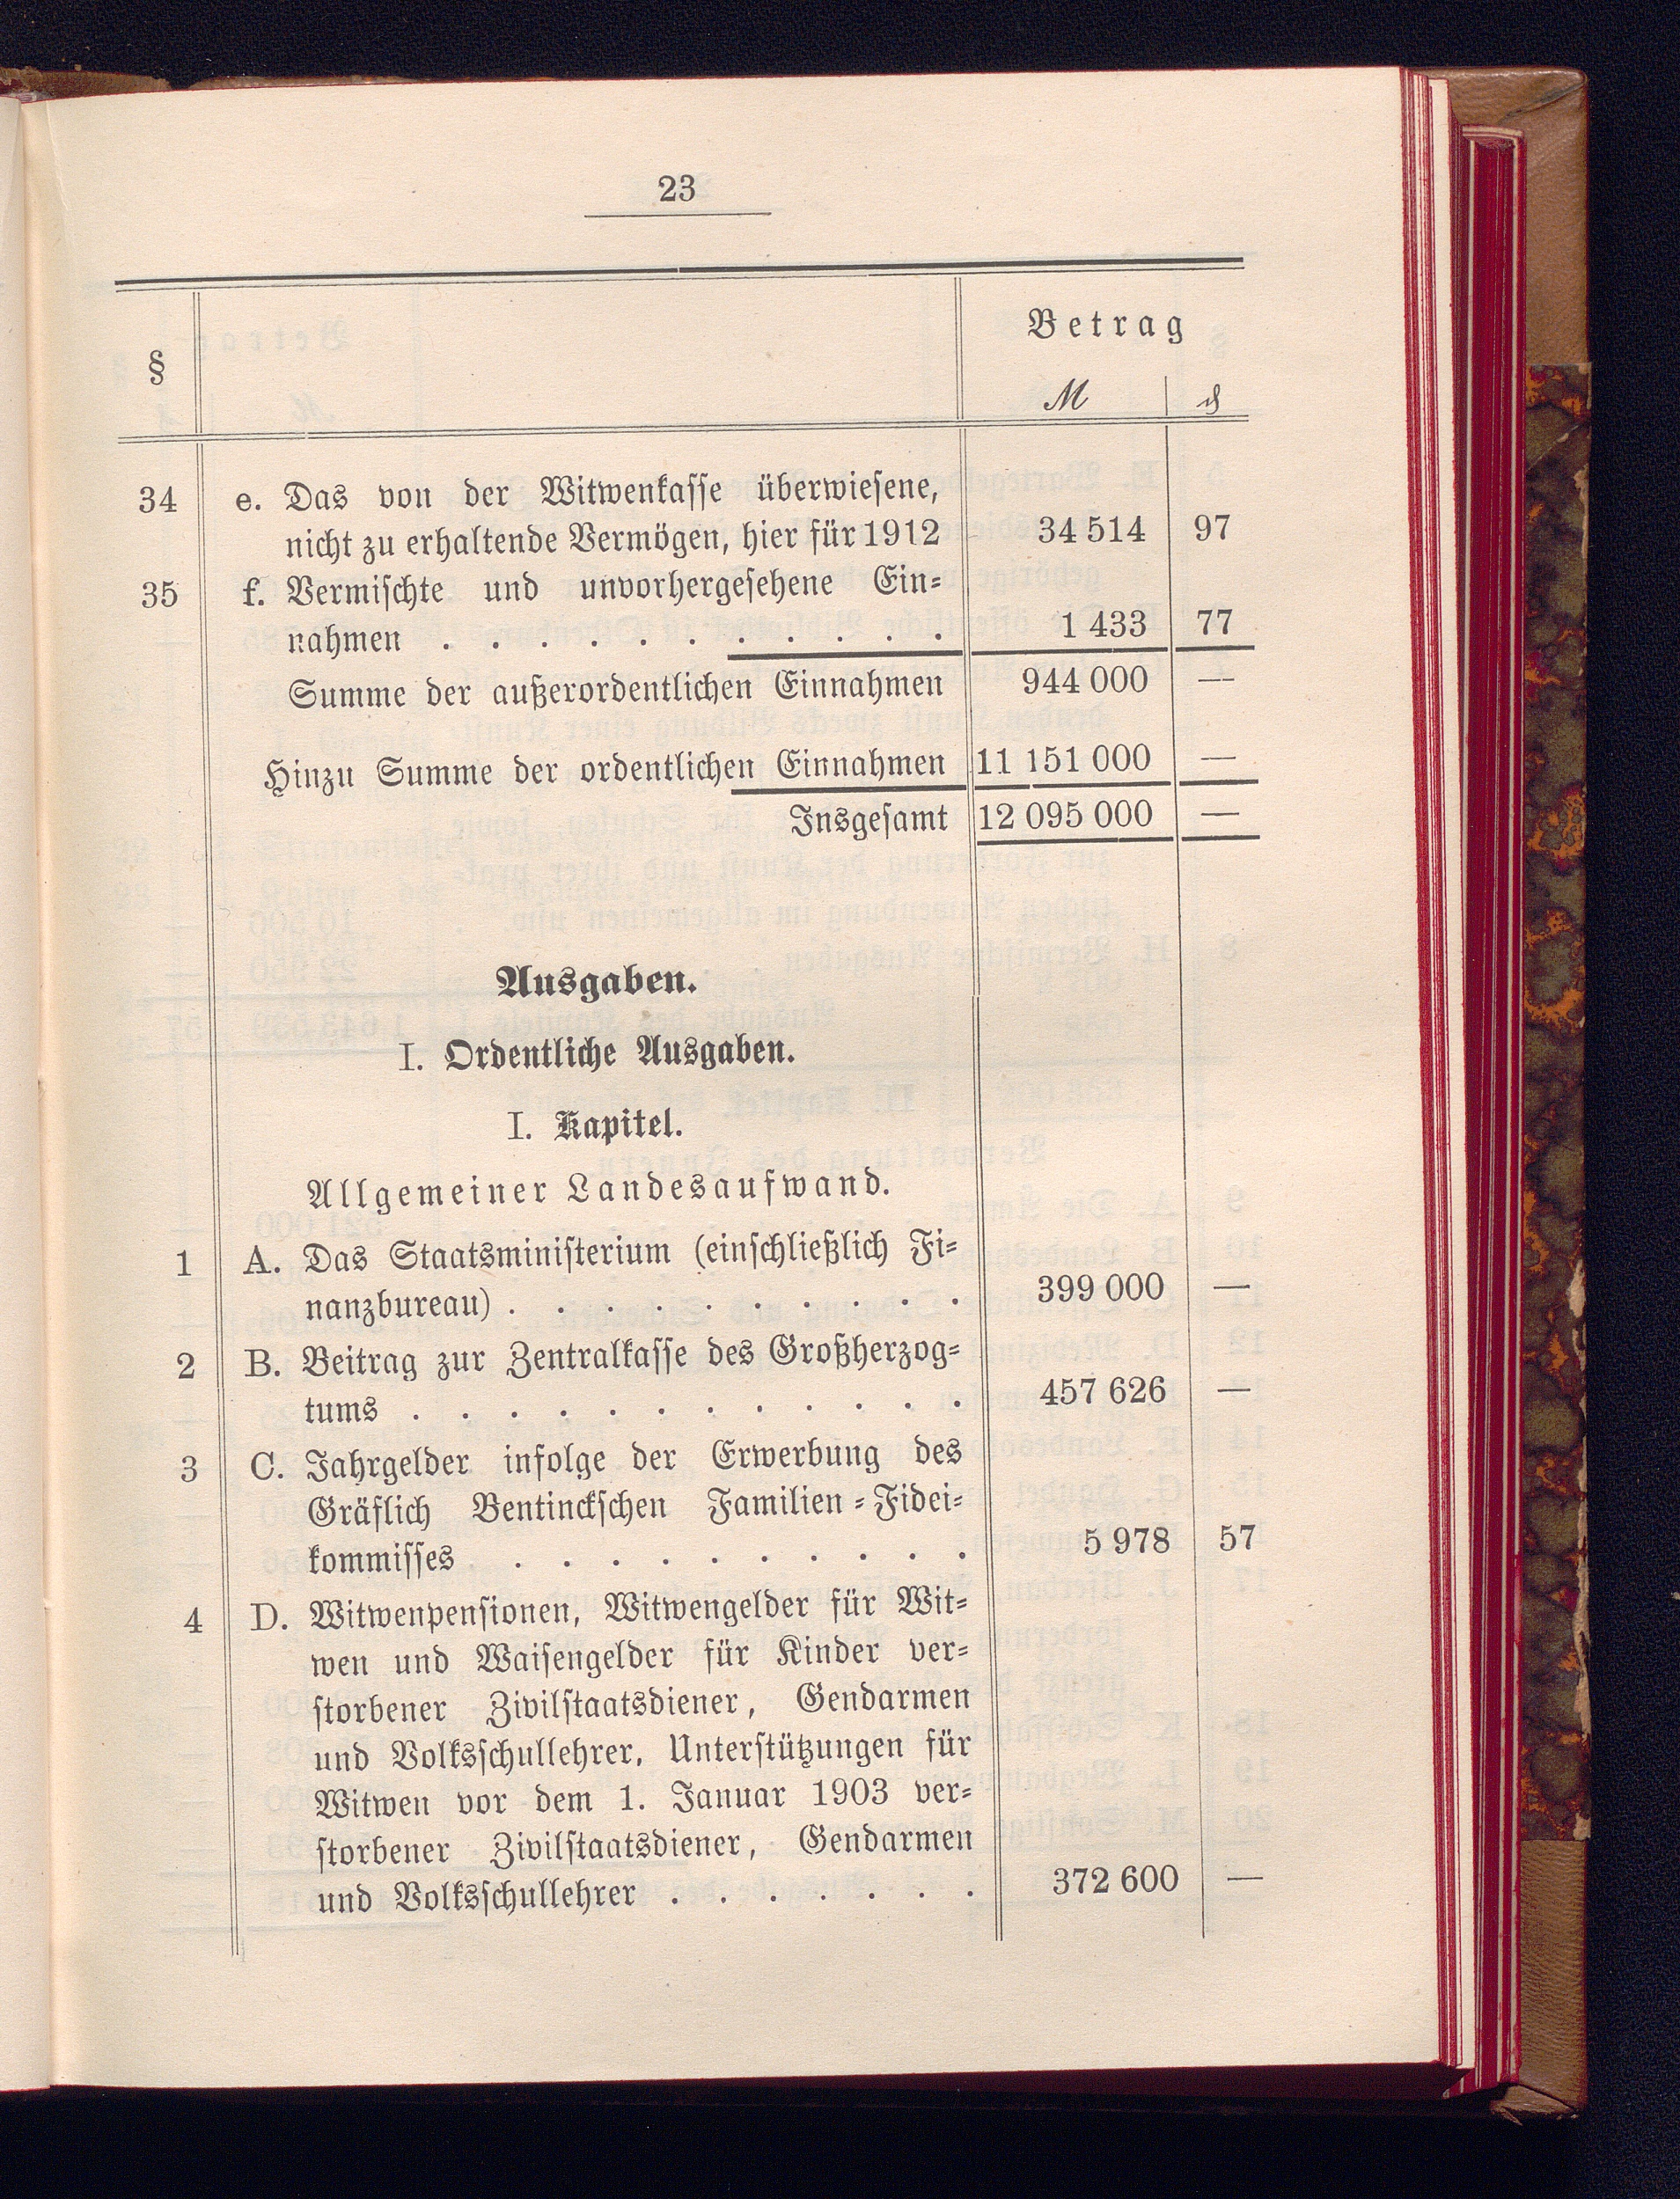 23
§ Betrag
ℳ ₰
34 e. Das von der Witwenkasse überwiesene,
nicht zu erhaltende Vermögen, hier für 1912 34 514 97
35 f. Vermischte und unvorhergesehene Ein-
nahmen . . . . . . . . . . . 1 433 77
Summe der außerordentlichen Einnahmen 944 000 —
Hinzu Summe der ordentlichen Einnahmen 11 151 000 —
Insgesamt 12 095 000 —
Ausgaben.
I. Ordentliche Ausgaben.
I. Kapitel.
Allgemeiner Landesaufwand.
1 A. Das Staatsministerium (einschließlich Fi-
nanzbureau) . . . . . . . . . . 399 000 —
2 B. Beitrag zur Zentralkasse des Großherzog-
tums . . . . . . . . . . . . 457 626 —
3 C. Jahrgelder infolge der Erwerbung des
Gräflich Bentinckschen Familien-Fidei-
kommisses . . . . . . . . . . . 5 978 57
4 D. Witwenpensionen, Witwengelder für Wit-
wen und Waisengelder für Kinder ver-
storbener Zivilstaatsdiener, Gendarmen
und Volksschullehrer, Unterstützungen für
Witwen vor dem 1. Januar 1903 ver-
storbener Zivilstaatsdiener, Gendarmen
und Volksschullehrer . . . . . . . 372 600 —